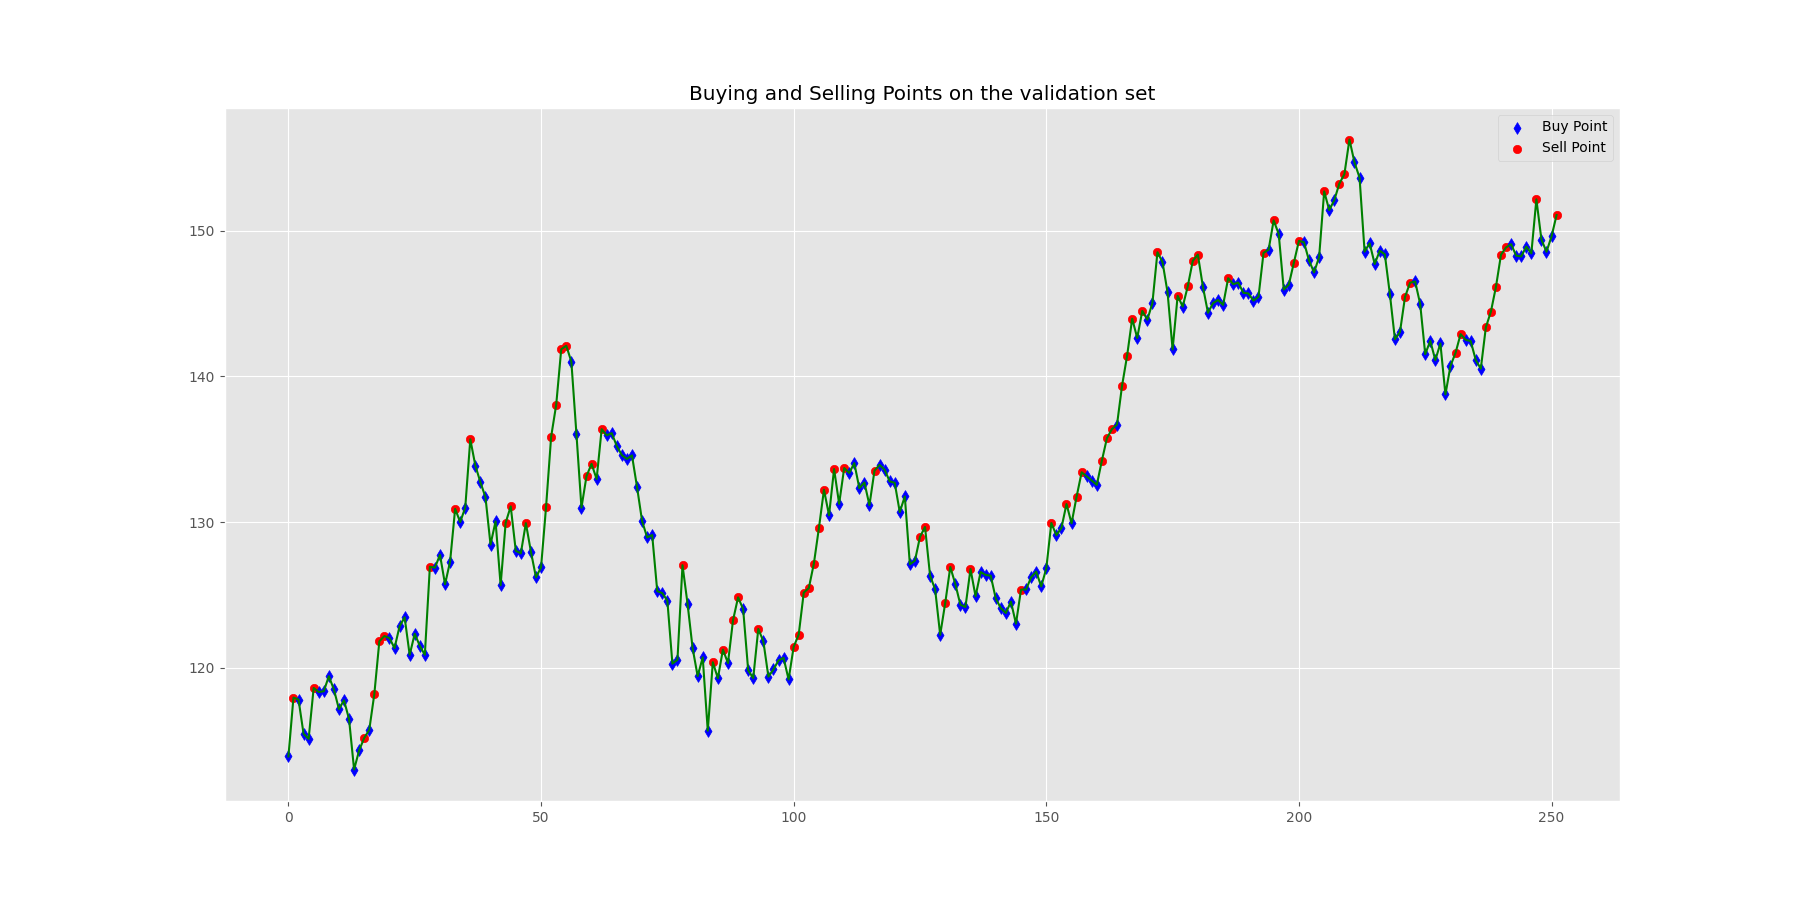 Buying and Selling Points on the validation set
Buy Point
Sell Point
150
140
130
120
0 50 100 150 200 250